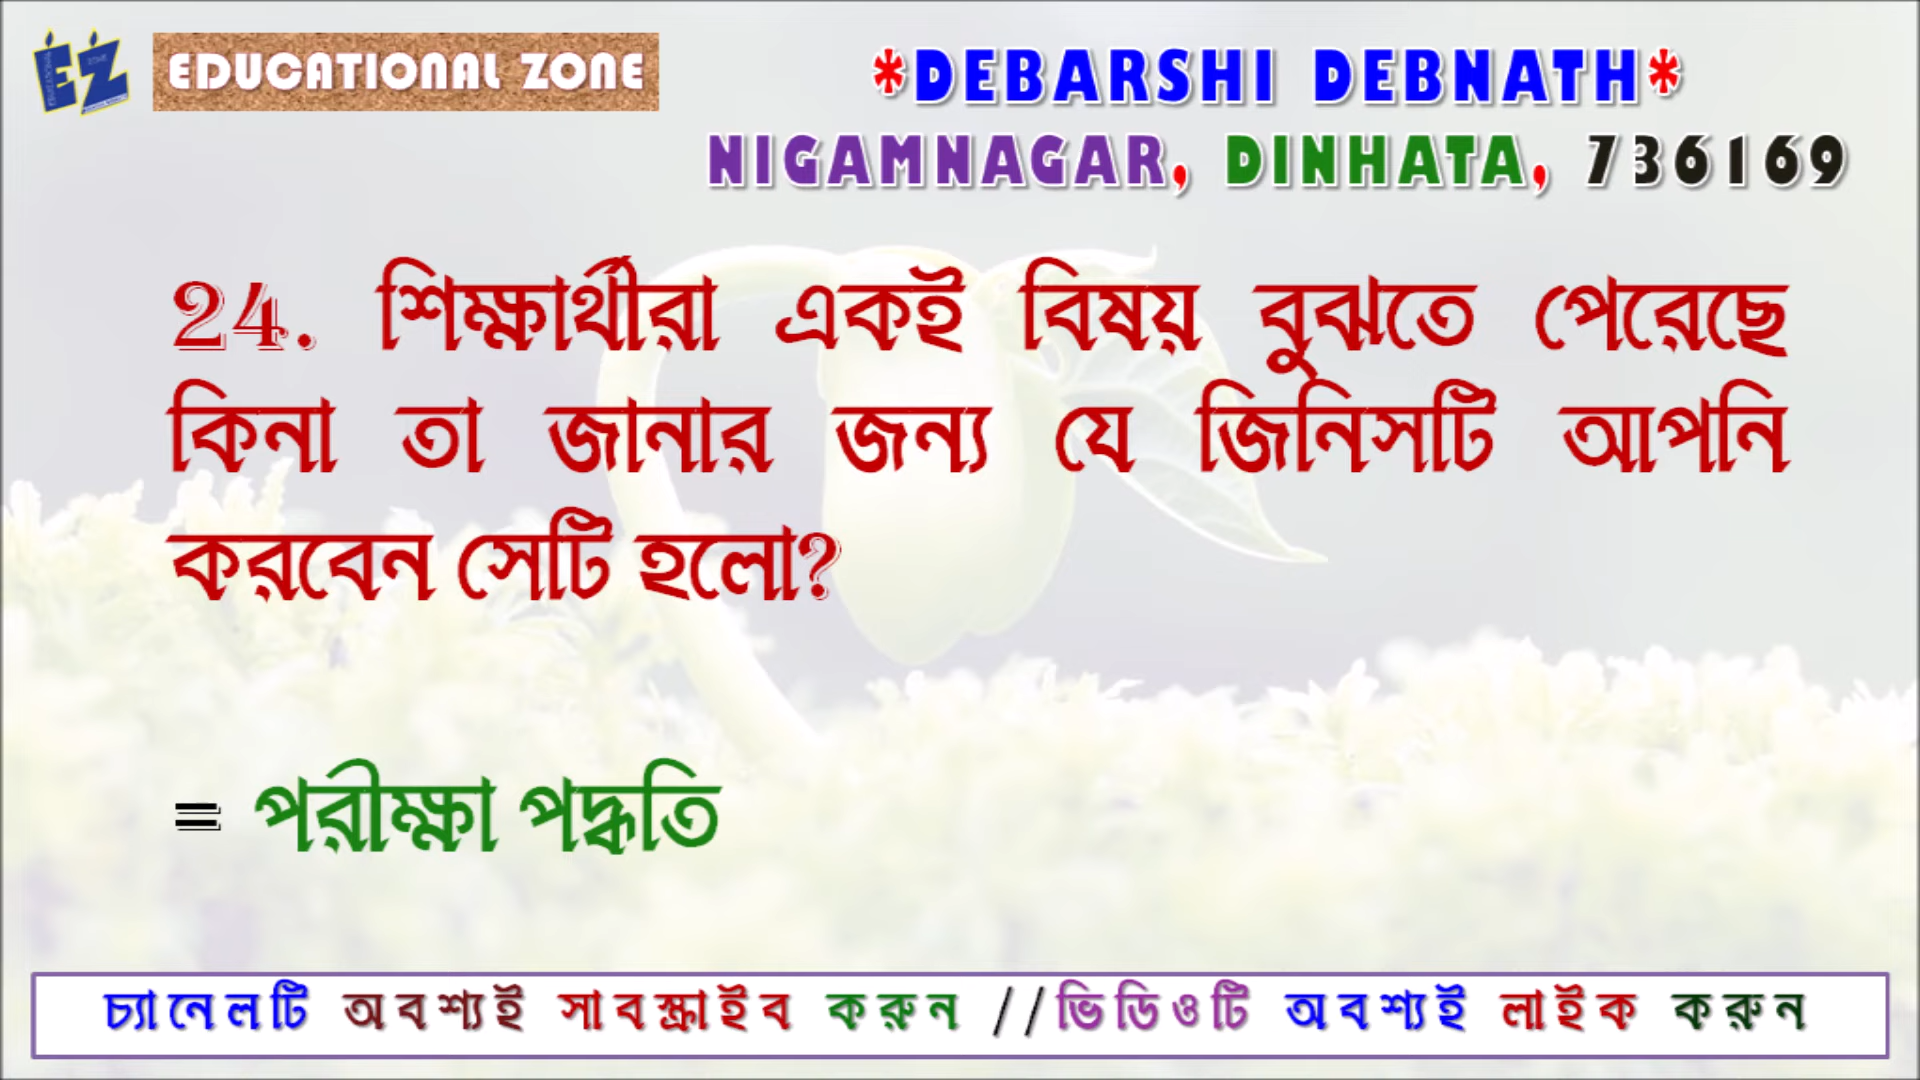 EZ
EDUCATIONAL ZONE
*DEBARSHI DEBNATH*
NIGAMNAGAR, DINHATA, 736169
24. শিক্ষার্থীরা একই বিষয় বুঝতে পেরেছে
কিনা তা জানার জন্য যে জিনিসটি আপনি
করবেন সেটি হলো?
= পরীক্ষা পদ্ধতি
চ্যানেলটি অবশ্যই সাবস্ক্রাইব করুন //ভিডিওটি অবশ্যই লাইক করুন